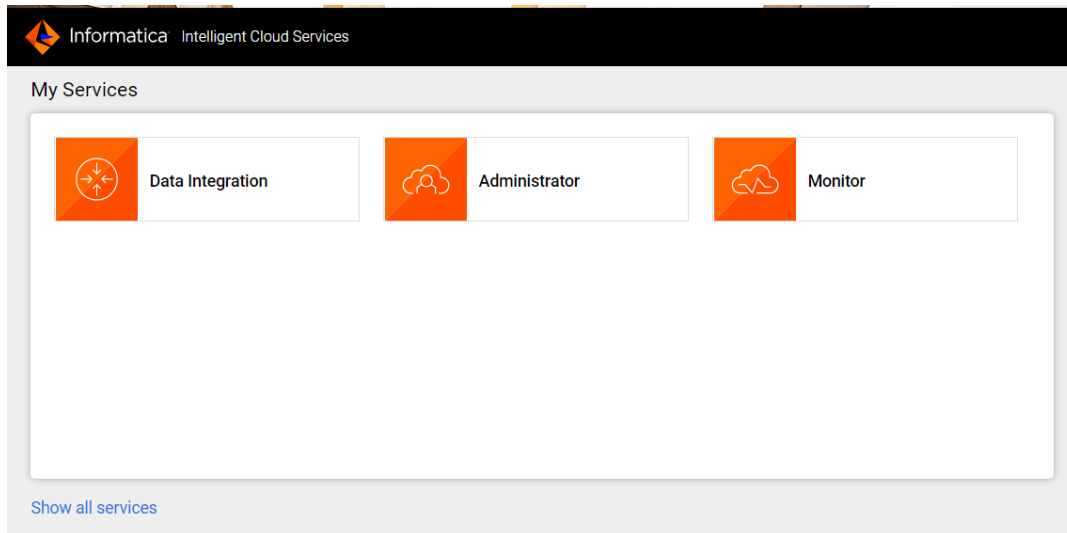 Informatica Intelligent Cloud Services
My Services
Data Integration
Administrator
Monitor
Show all services